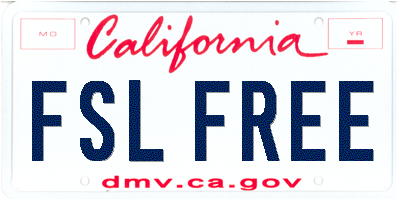 MO
California
YR
FSL FREE
dmv.ca.gov